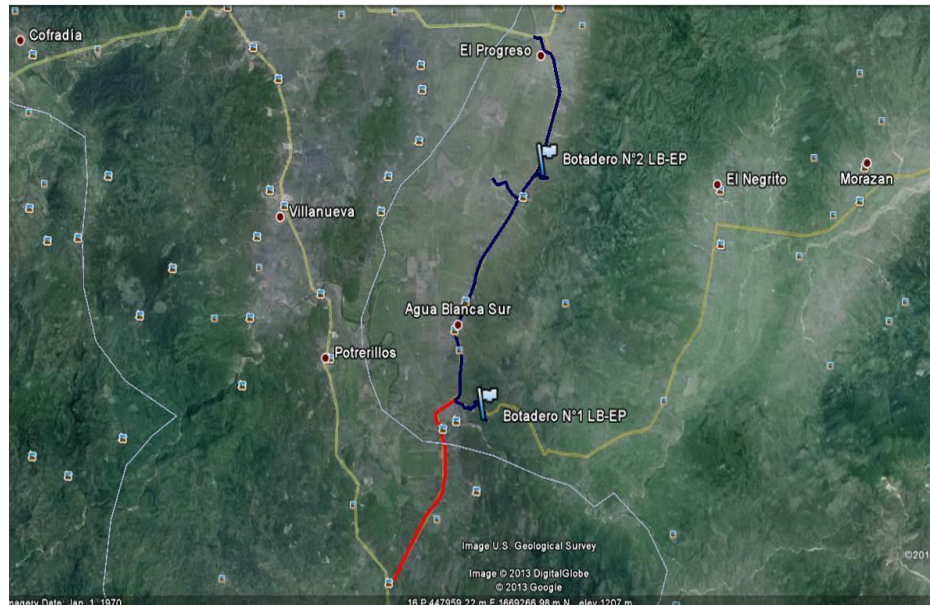 Cofradía
El Progreso
Botadero N°2 LB-EP
El Negrito
Morazan
Villanueva
Agua Blanca Sur
Potrerillos
Botadero N°1 LB-EP
Image U.S. Geological Survey
Image © 2013 DigitalGlobe
© 2013 Google
©201
magery Date: Jan. 1, 1970
16 P 447959.22 m E 1669266.98 m N elev 1207 m